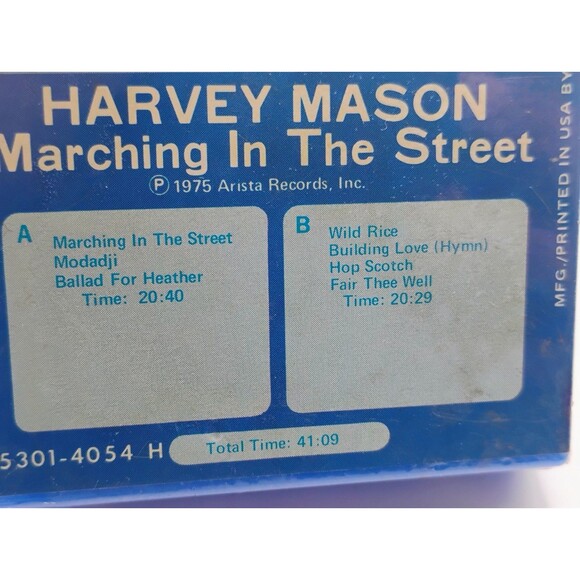 HARVEY MASON
Marching In The Street
Ⓟ 1975 Arista Records, Inc.
A
Marching In The Street
Modadji
Ballad For Heather
Time: 20:40
B
Wild Rice
Building Love (Hymn)
Hop Scotch
Fair Thee Well
Time: 20:29
5301-4054 H
Total Time: 41:09
MFG./PRINTED IN USA BY